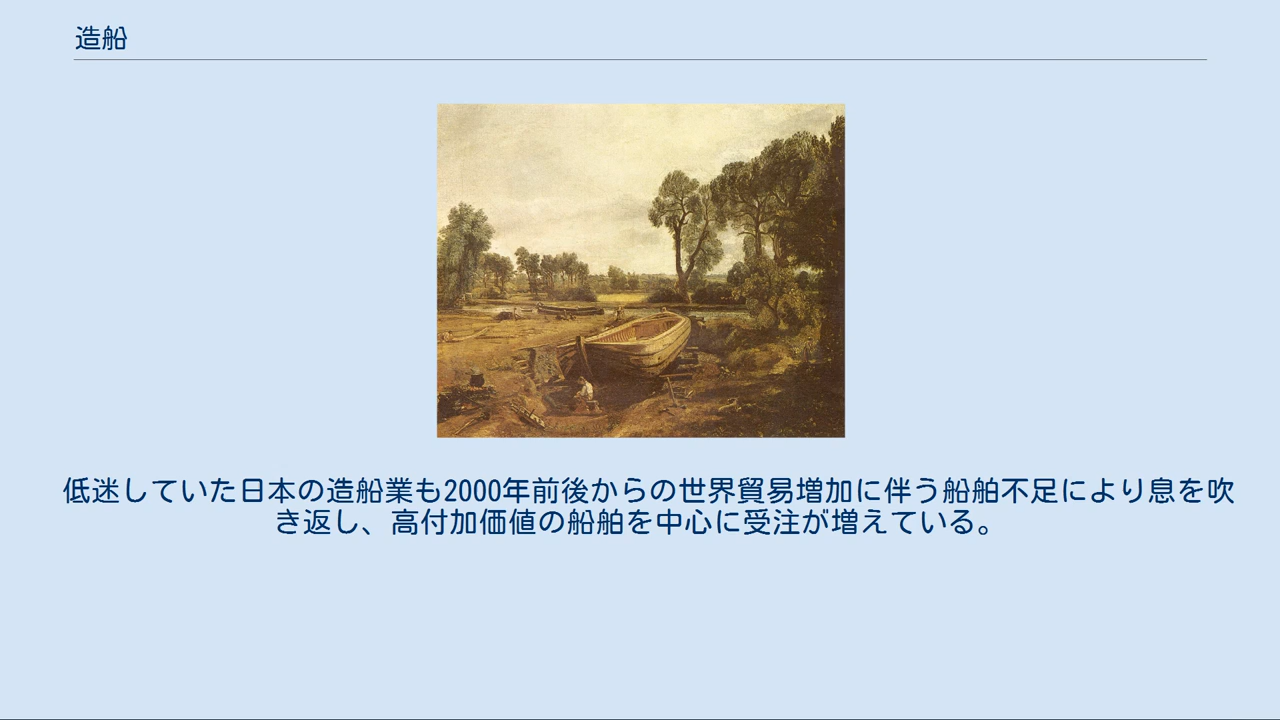 造船
低迷していた日本の造船業も2000年前後からの世界貿易増加に伴う船舶不足により息を吹
き返し、高付加価値の船舶を中心に受注が増えている。